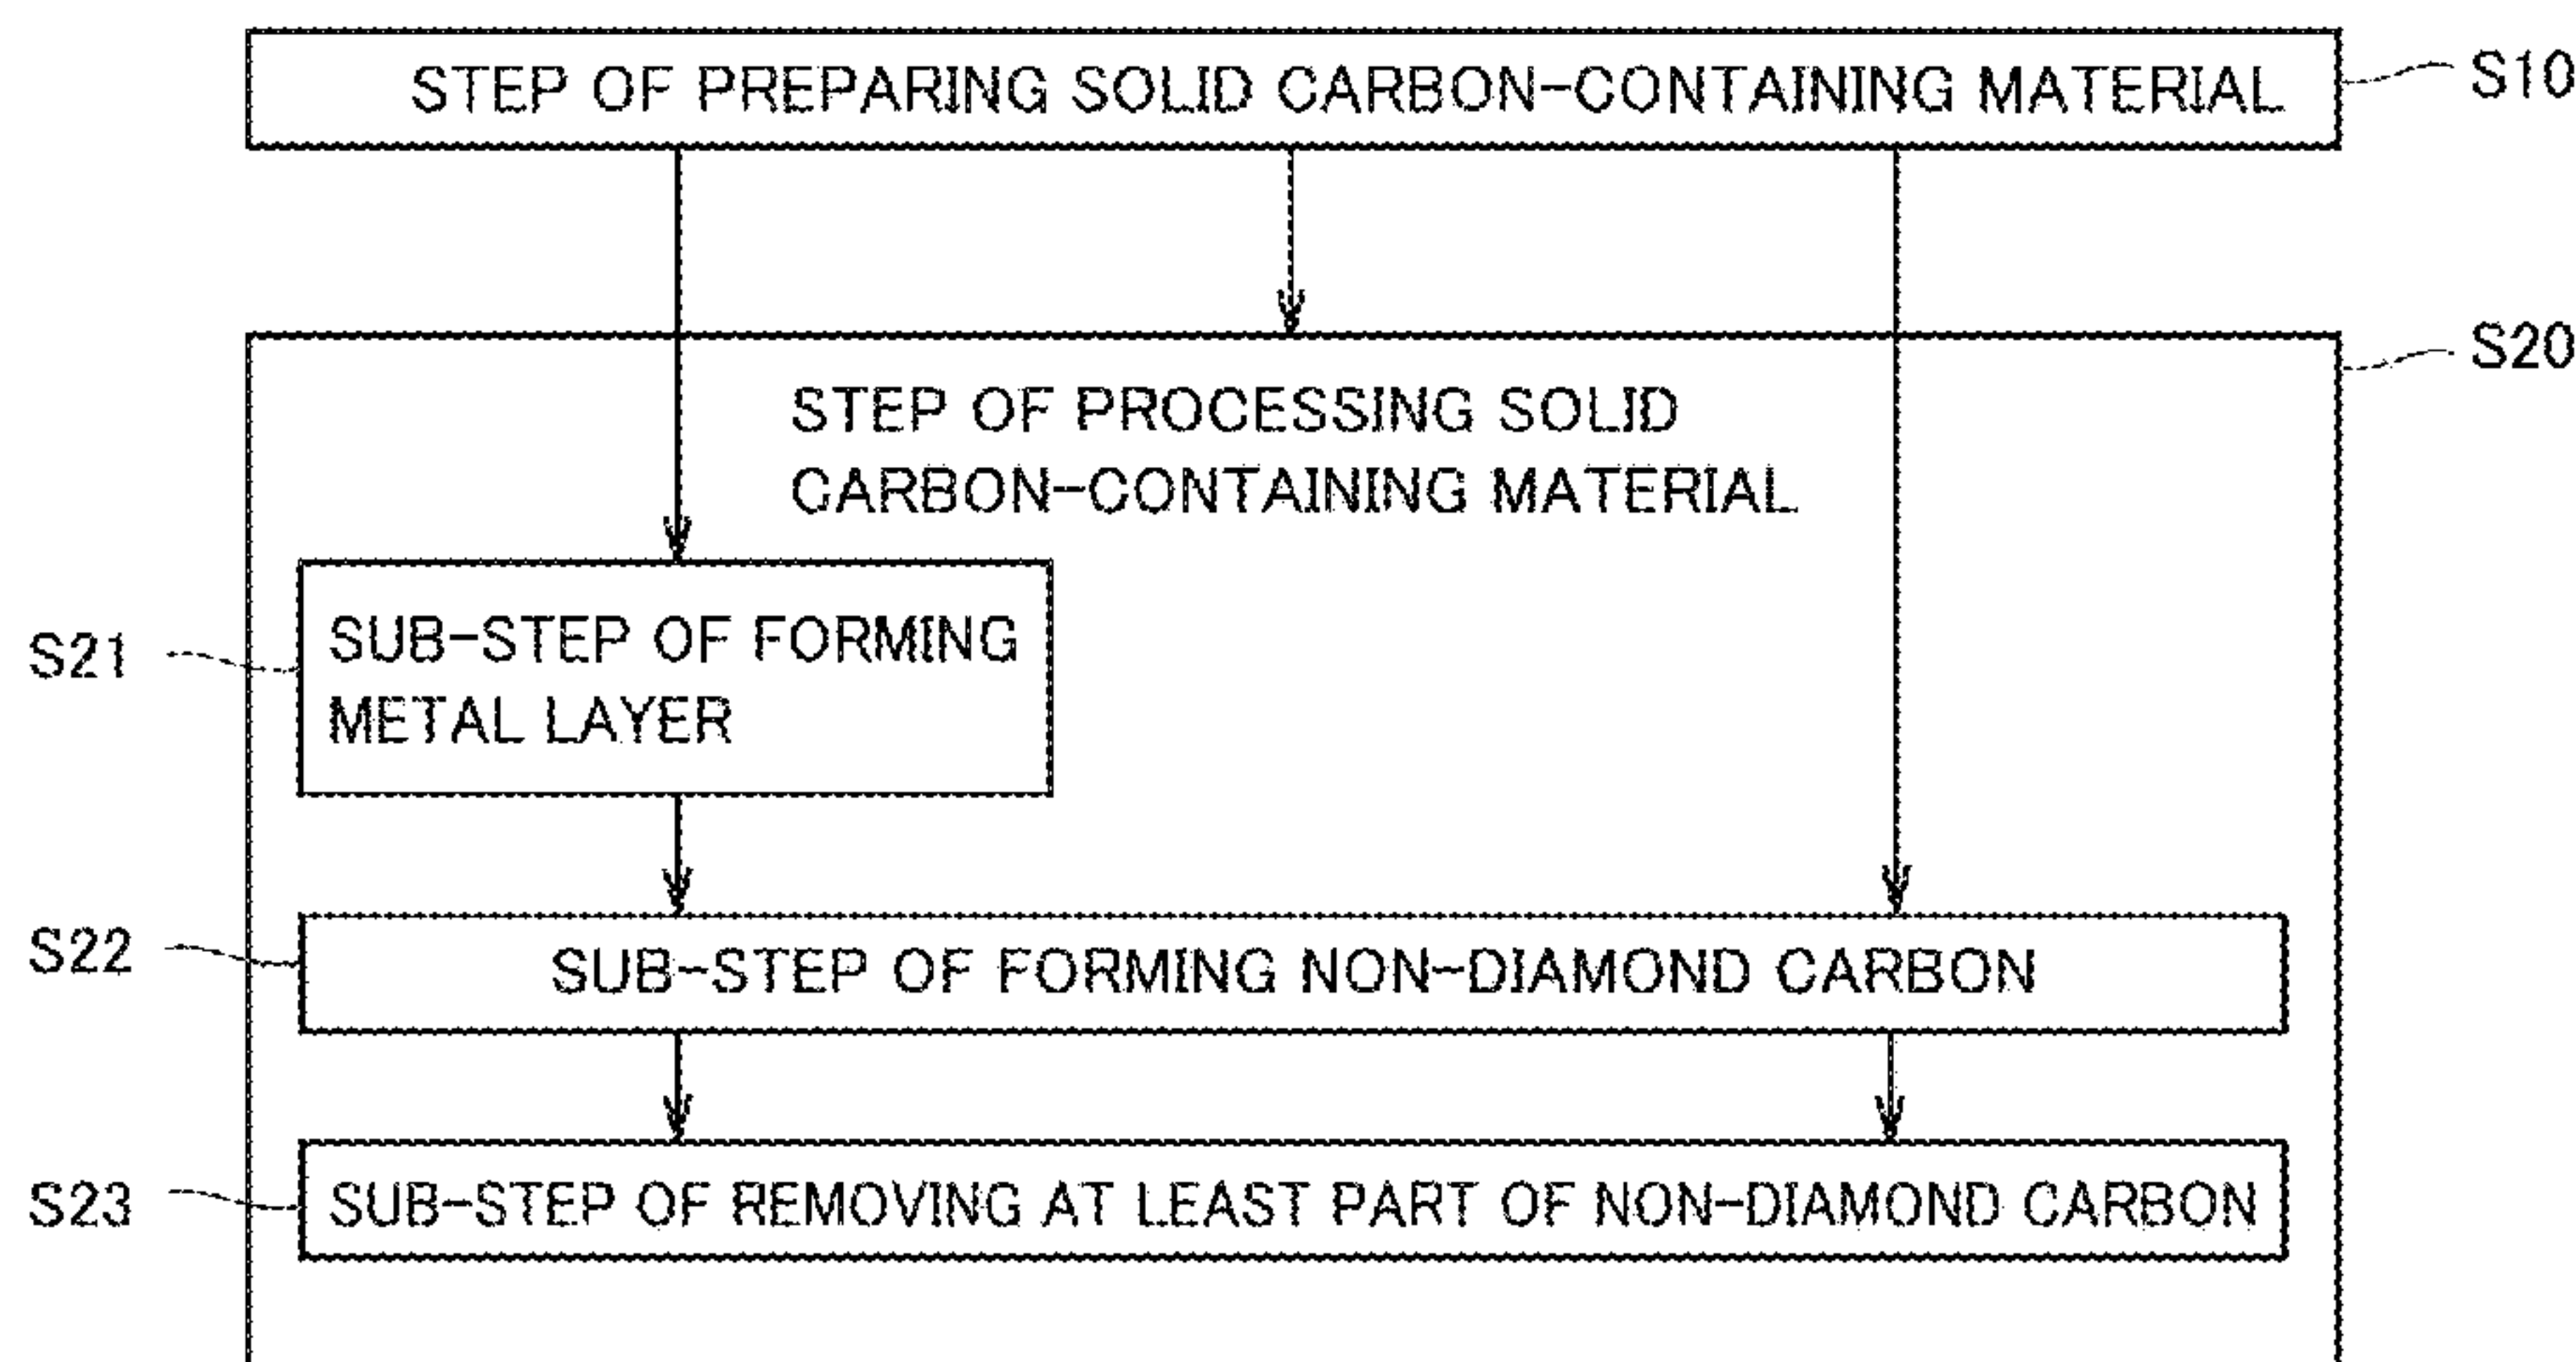 STEP OF PREPARING SOLID CARBON-CONTAINING MATERIAL
S10
S20
STEP OF PROCESSING SOLID
CARBON-CONTAINING MATERIAL
S21
SUB-STEP OF FORMING
METAL LAYER
S22
SUB-STEP OF FORMING NON-DIAMOND CARBON
S23
SUB-STEP OF REMOVING AT LEAST PART OF NON-DIAMOND CARBON